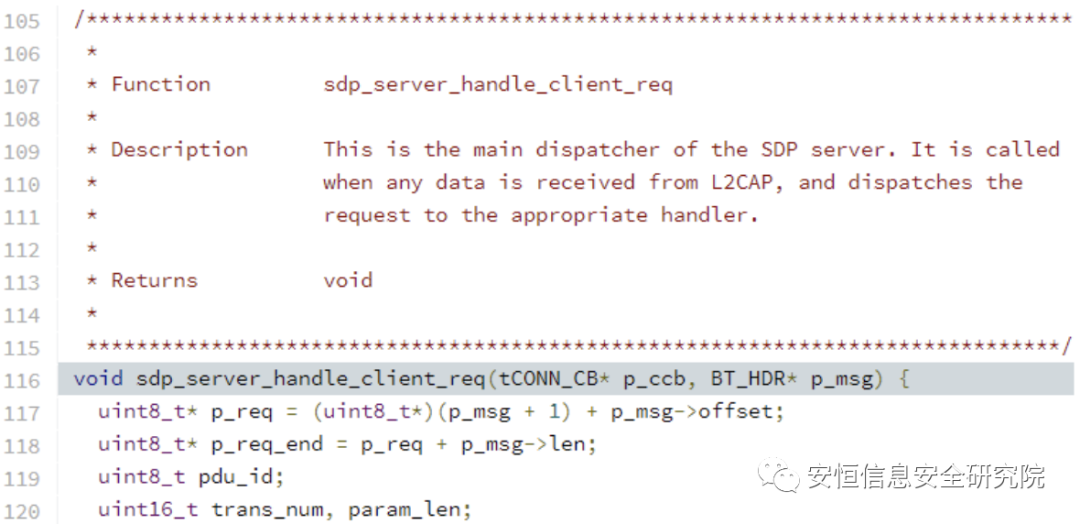 105 /********************************************************************************
106  *
107  * Function         sdp_server_handle_client_req
108  *
109  * Description      This is the main dispatcher of the SDP server. It is called
110  *                  when any data is received from L2CAP, and dispatches the
111  *                  request to the appropriate handler.
112  *
113  * Returns          void
114  *
115  *******************************************************************************/
116 void sdp_server_handle_client_req(tCONN_CB* p_ccb, BT_HDR* p_msg) {
117   uint8_t* p_req = (uint8_t*)(p_msg + 1) + p_msg->offset;
118   uint8_t* p_req_end = p_req + p_msg->len;
119   uint8_t pdu_id;
120   uint16_t trans_num, param_len;
安恒信息安全研究院